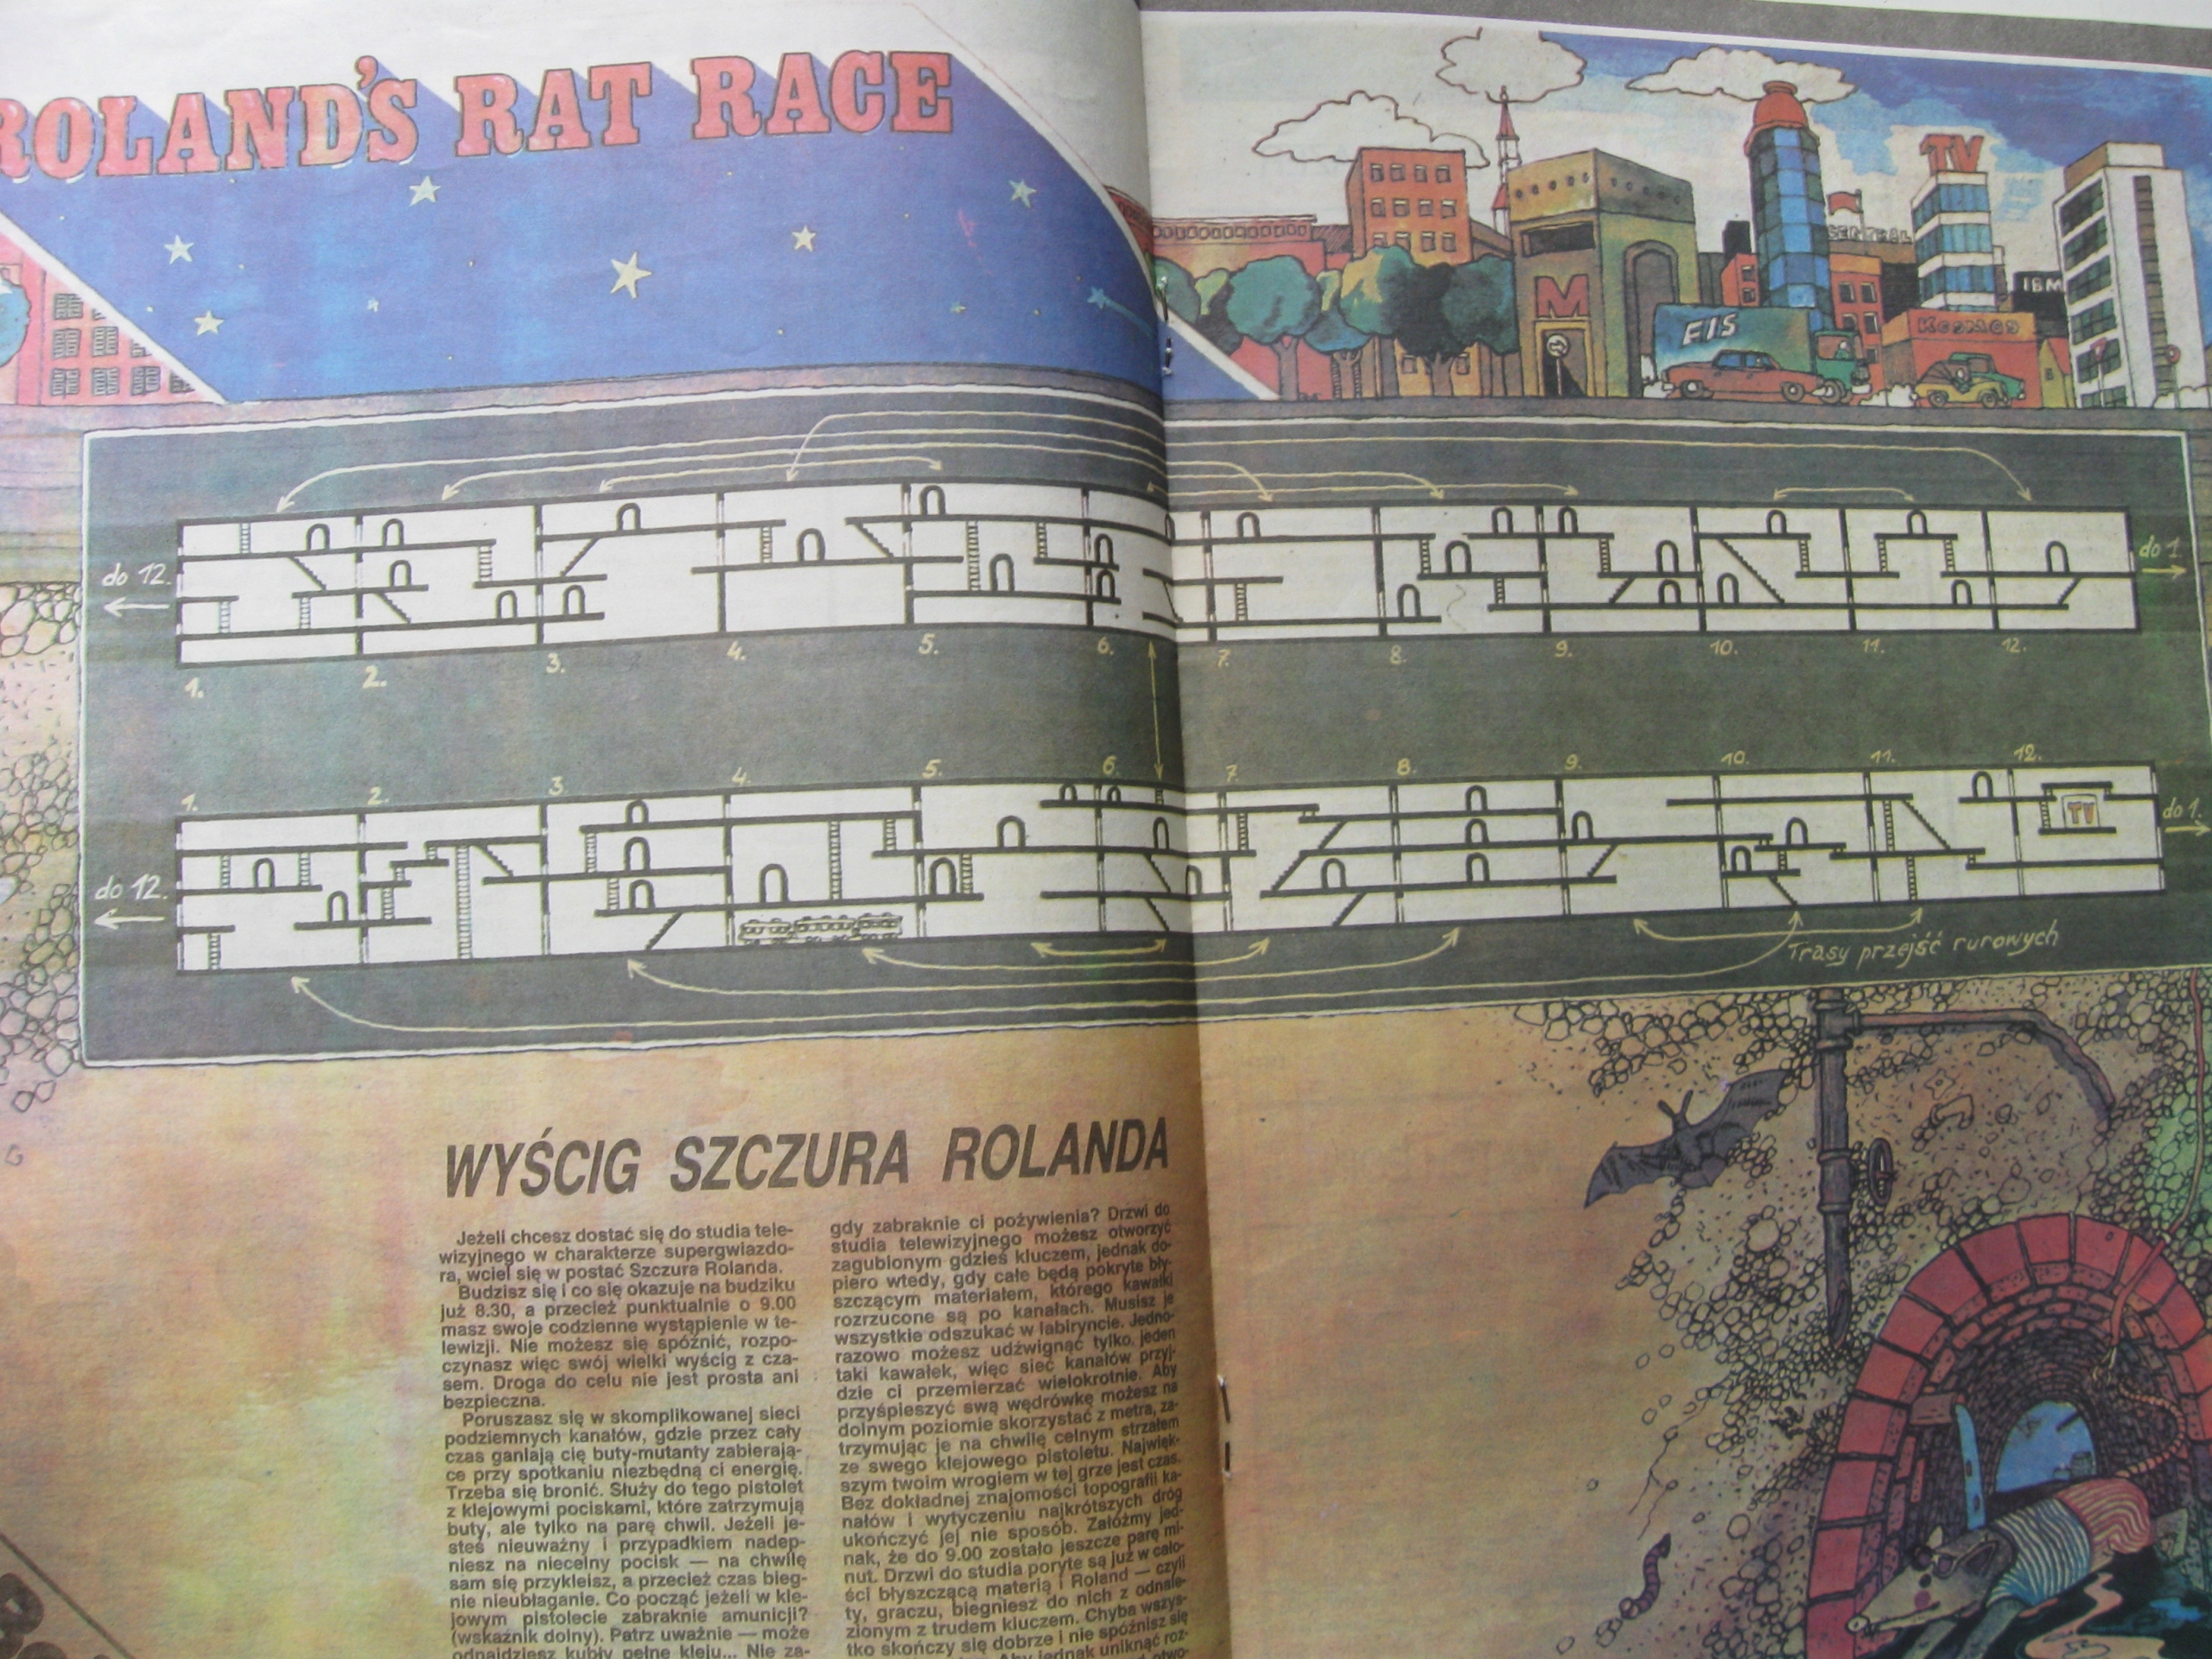 ROLAND'S RAT RACE
TV
CENTRAL
IBM
M
EIS
KOSMOS
do 12.
do 1.
1.
2.
3.
4.
5.
6.
7.
8.
9.
10.
11.
12.
1.
2.
3
4.
5.
6.
7.
8.
9.
10.
11.
12.
TV
do 1.
do 12.
Trasy przejść rurowych
WYŚCIG SZCZURA ROLANDA
Jeżeli chcesz dostać się do studia tele-
wizyjnego w charakterze supergwiazdo-
ra, wciel się w postać Szczura Rolanda.
Budzisz się i co się okazuje na budziku
już 8.30, a przecież punktualnie o 9.00
masz swoje codzienne wystąpienie w te-
lewizji. Nie możesz się spóźnić, rozpo-
czynasz więc swój wielki wyścig z cza-
sem. Droga do celu nie jest prosta ani
bezpieczna.
Poruszasz się w skomplikowanej sieci
podziemnych kanałów, gdzie przez cały
czas ganiają cię buty-mutanty zabierają-
ce przy spotkaniu niezbędną ci energię.
Trzeba się bronić. Służy do tego pistolet
z klejowymi pociskami, które zatrzymują
buty, ale tylko na parę chwil. Jeżeli je-
steś nieuważny i przypadkiem nadep-
niesz na niecelny pocisk — na chwilę
sam się przykleisz, a przecież czas bieg-
nie nieubłaganie. Co począć jeżeli w kle-
jowym pistolecie zabraknie amunicji?
(wskaźnik dolny). Patrz uważnie — może
odnajdziesz kubły pełne kleju... Nie za-
gdy zabraknie ci pożywienia? Drzwi do
studia telewizyjnego możesz otworzyć
zagubionym gdzieś kluczem, jednak do-
piero wtedy, gdy całe będą pokryte bły-
szczącym materiałem, którego kawałki
rozrzucone są po kanałach. Musisz je
wszystkie odszukać w labiryncie. Jedno-
razowo możesz udźwignąć tylko jeden
taki kawałek, więc sieć kanałów przyj-
dzie ci przemierzać wielokrotnie. Aby
przyśpieszyć swą wędrówkę możesz na
dolnym poziomie skorzystać z metra, za-
trzymując je na chwilę celnym strzałem
ze swego klejowego pistoletu. Najwięk-
szym twoim wrogiem w tej grze jest czas.
Bez dokładnej znajomości topografii ka-
nałów i wytyczeniu najkrótszych dróg
ukończyć jej nie sposób. Załóżmy jed-
nak, że do 9.00 zostało jeszcze parę mi-
nut. Drzwi do studia poryte są już w cało-
ści błyszczącą materią i Roland — czyli
ty, graczu, biegniesz do nich z odnale-
zionym z trudem kluczem. Chyba wszys-
tko skończy się dobrze i nie spóźnisz się
Aby jednak uniknąć roz-